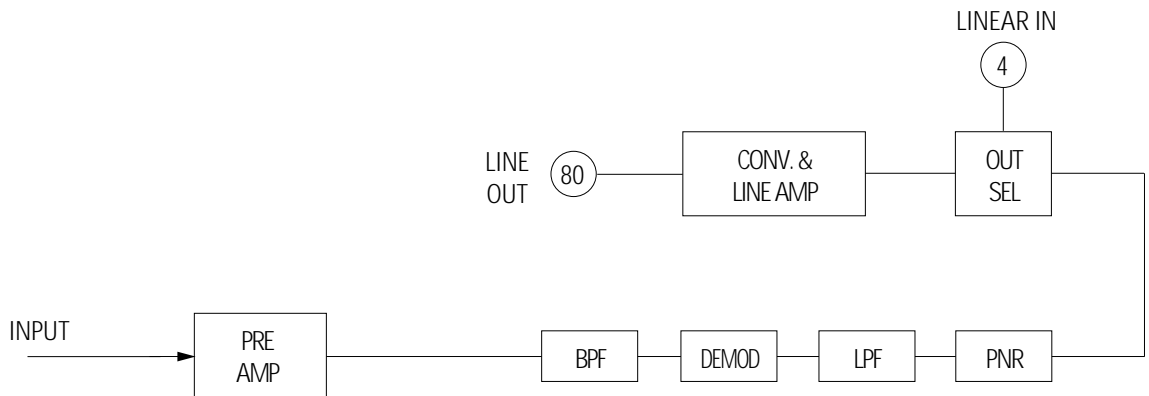 LINEAR IN
4
LINE
OUT
80
CONV. &
LINE AMP
OUT
SEL
INPUT
PRE
AMP
BPF
DEMOD
LPF
PNR